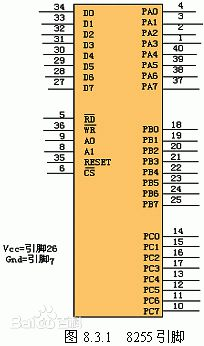 34 D0 PA0 4
33 D1 PA1 3
32 D2 PA2 2
31 D3 PA3 1
30 D4 PA4 40
29 D5 PA5 39
28 D6 PA6 38
27 D7 PA7 37
5 RD
36 WR PB0 18
9 A0 PB1 19
8 A1 PB2 20
35 RESET PB3 21
6 CS PB4 22
PB5 23
PB6 24
PB7 25
PC0 14
PC1 15
PC2 16
Vcc=引脚26 PC3 17
Gnd=引脚7 PC4 13
PC5 12
PC6 11
PC7 10
Bai百科
图 8.3.1 8255引脚